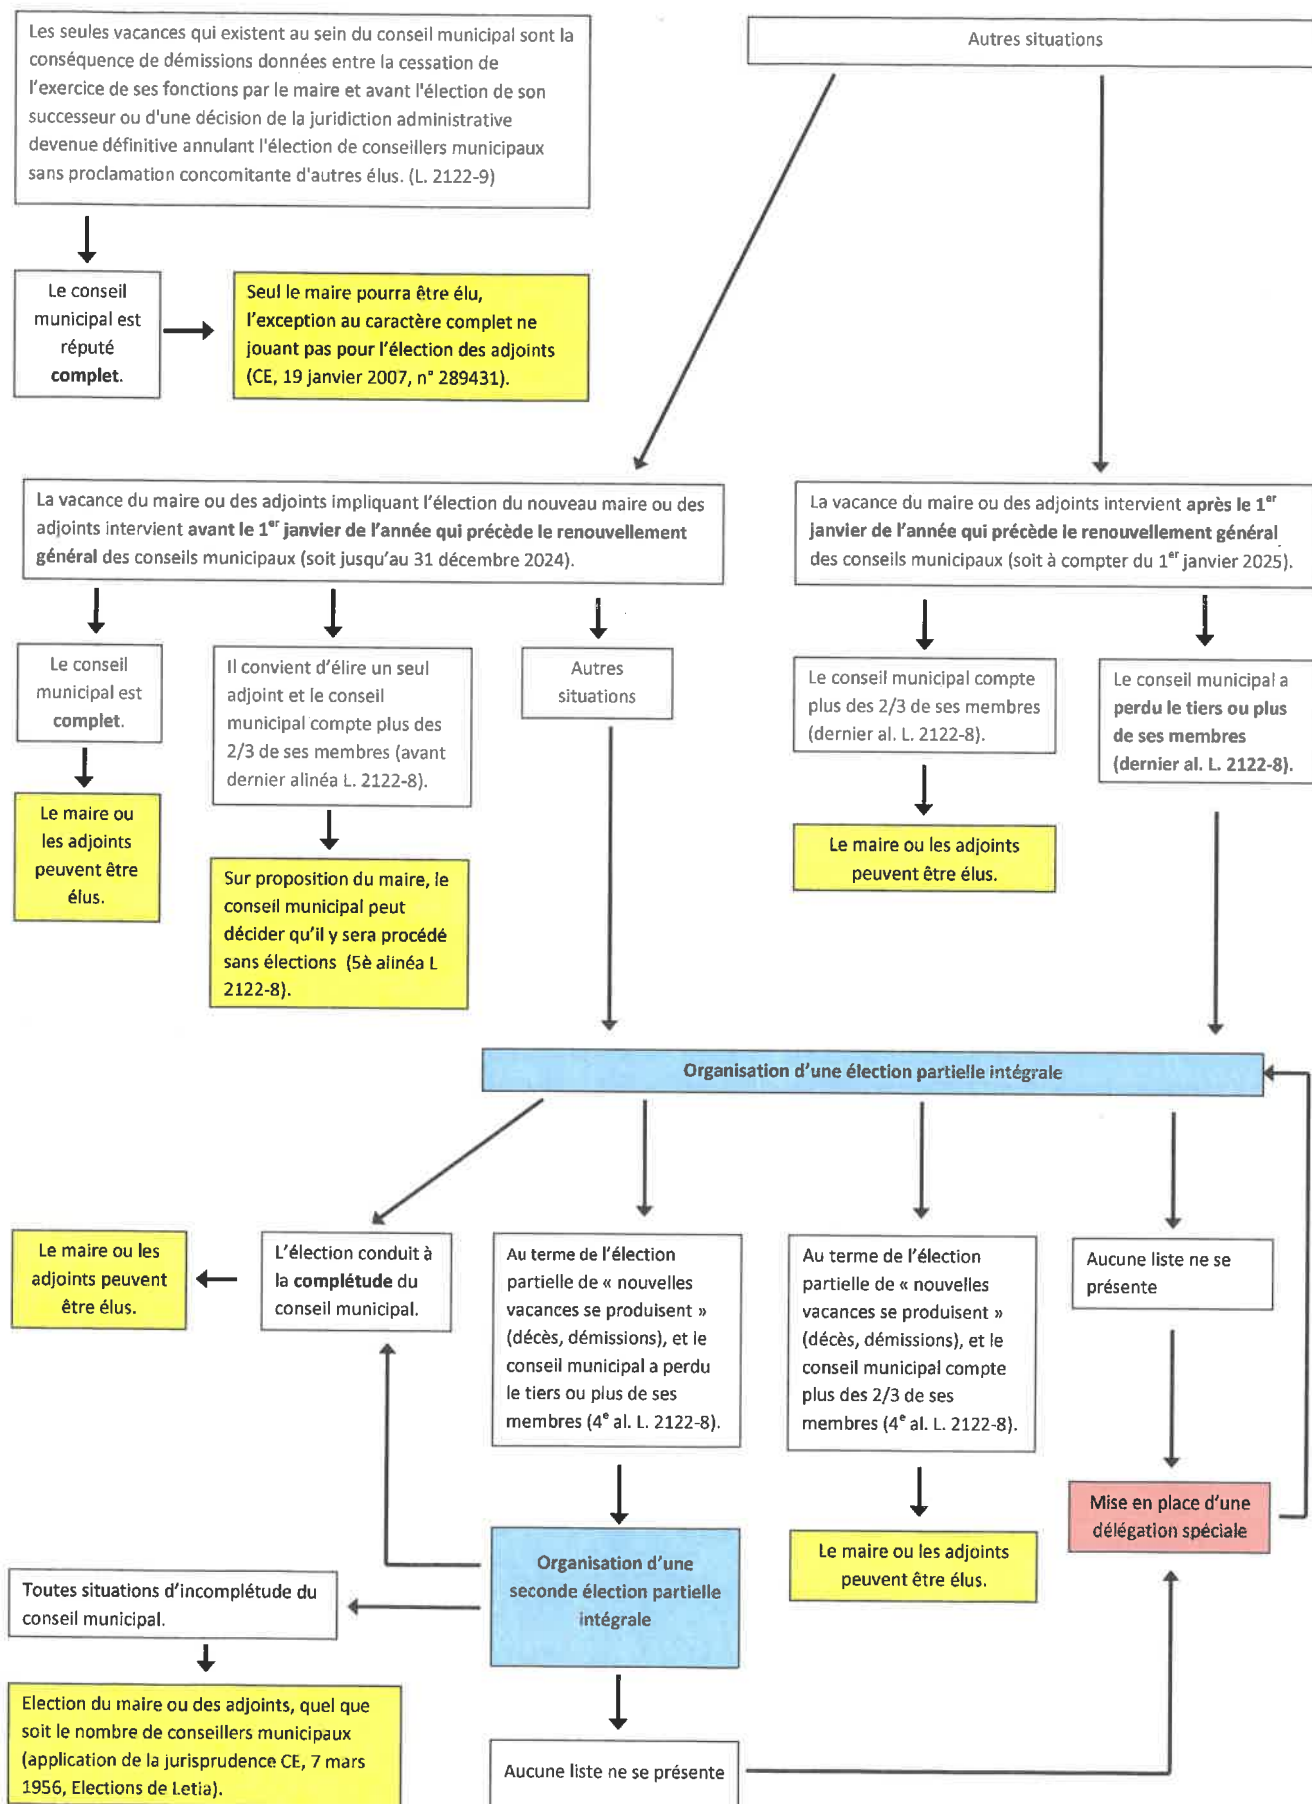 Les seules vacances qui existent au sein du conseil municipal sont la
conséquence de démissions données entre la cessation de
l'exercice de ses fonctions par le maire et avant l'élection de son
successeur ou d'une décision de la juridiction administrative
devenue définitive annulant l'élection de conseillers municipaux
sans proclamation concomitante d'autres élus. (L. 2122-9)
Autres situations
Le conseil
municipal est
réputé
complet.
Seul le maire pourra être élu,
l'exception au caractère complet ne
jouant pas pour l'élection des adjoints
(CE, 19 janvier 2007, n° 289431).
La vacance du maire ou des adjoints impliquant l'élection du nouveau maire ou des
adjoints intervient avant le 1er janvier de l'année qui précède le renouvellement
général des conseils municipaux (soit jusqu'au 31 décembre 2024).
La vacance du maire ou des adjoints intervient après le 1er
janvier de l'année qui précède le renouvellement général
des conseils municipaux (soit à compter du 1er janvier 2025).
Le conseil
municipal est
complet.
Il convient d'élire un seul
adjoint et le conseil
municipal compte plus des
2/3 de ses membres (avant
dernier alinéa L. 2122-8).
Autres
situations
Le conseil municipal compte
plus des 2/3 de ses membres
(dernier al. L. 2122-8).
Le conseil municipal a
perdu le tiers ou plus
de ses membres
(dernier al. L. 2122-8).
Le maire ou
les adjoints
peuvent être
élus.
Sur proposition du maire, le
conseil municipal peut
décider qu'il y sera procédé
sans élections (5è alinéa L
2122-8).
Le maire ou les adjoints
peuvent être élus.
Organisation d'une élection partielle intégrale
Le maire ou les
adjoints peuvent
être élus.
L'élection conduit à
la complétude du
conseil municipal.
Au terme de l'élection
partielle de « nouvelles
vacances se produisent »
(décès, démissions), et le
conseil municipal a perdu
le tiers ou plus de ses
membres (4e al. L. 2122-8).
Au terme de l'élection
partielle de « nouvelles
vacances se produisent »
(décès, démissions), et le
conseil municipal compte
plus des 2/3 de ses
membres (4e al. L. 2122-8).
Aucune liste ne se
présente
Mise en place d'une
délégation spéciale
Organisation d'une
seconde élection partielle
intégrale
Le maire ou les adjoints
peuvent être élus.
Toutes situations d'incomplétude du
conseil municipal.
Election du maire ou des adjoints, quel que
soit le nombre de conseillers municipaux
(application de la jurisprudence CE, 7 mars
1956, Elections de Letia).
Aucune liste ne se présente